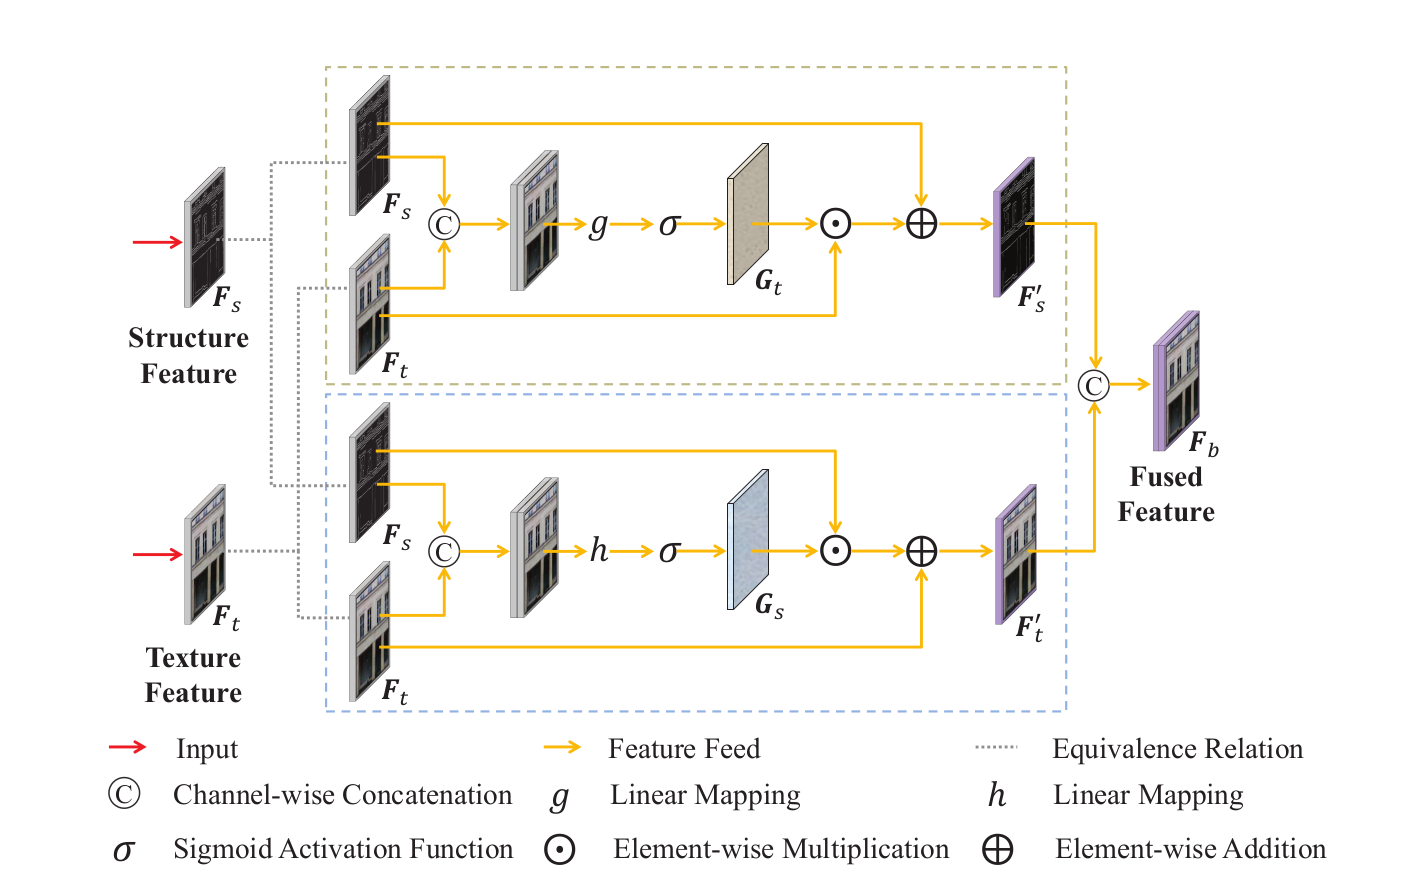 F_s
Structure
Feature
F_t
Texture
Feature
F_s
F_t
C
g
σ
G_t
F′_s
F_s
F_t
C
h
σ
G_s
F′_t
C
F_b
Fused
Feature
Input
Feature Feed
Equivalence Relation
C Channel-wise Concatenation
g Linear Mapping
h Linear Mapping
σ Sigmoid Activation Function
⊙ Element-wise Multiplication
⊕ Element-wise Addition